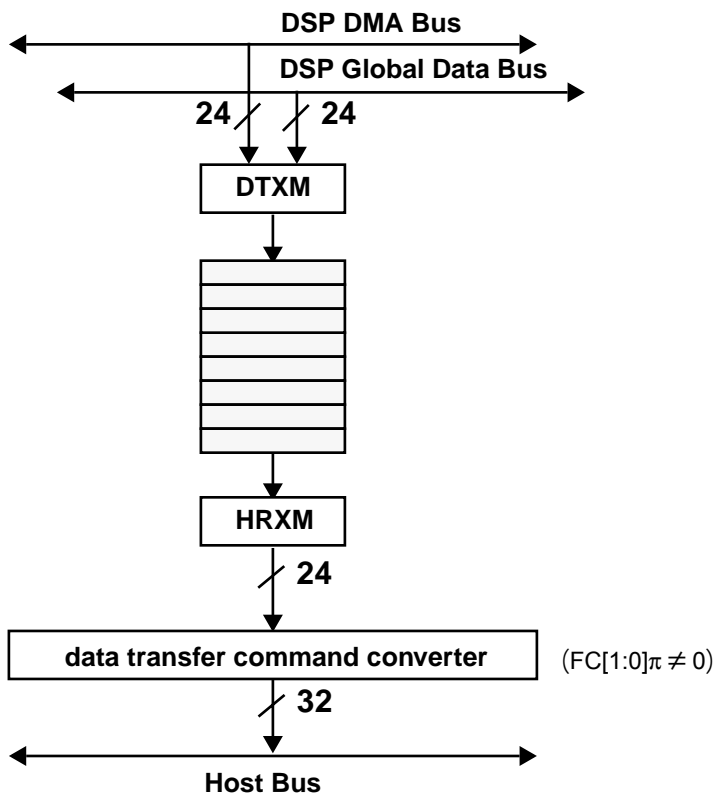 DSP DMA Bus
DSP Global Data Bus
24 24
DTXM
HRXM
24
data transfer command converter (FC[1:0]π ≠ 0)
32
Host Bus